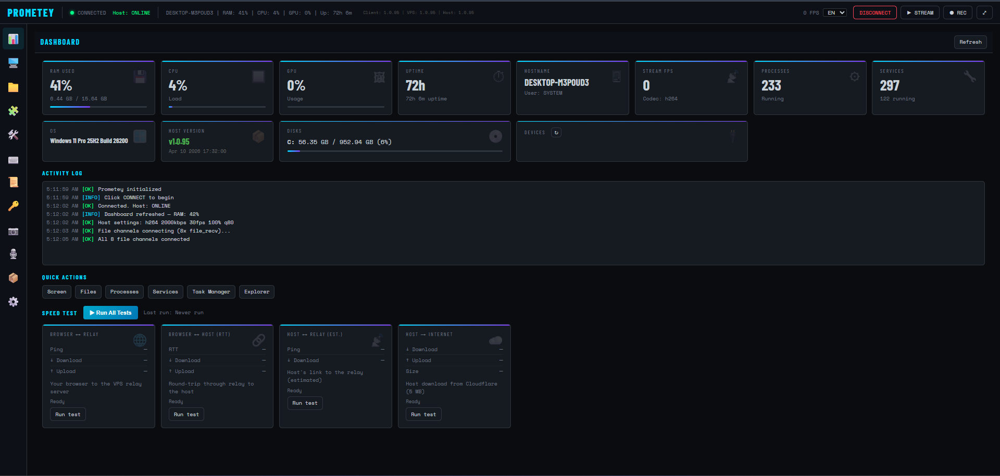 PROMETEY
CONNECTED Host: ONLINE
DESKTOP-M3POUD3 | RAM: 41% | CPU: 4% | GPU: 0% | Up: 72h 6m
Client: 1.0.95 | VPS: 1.0.95 | Host: 1.0.95
0 FPS EN DISCONNECT ▶ STREAM ● REC
DASHBOARD
Refresh
RAM USED
41%
6.44 GB / 15.64 GB
CPU
4%
Load
GPU
0%
Usage
UPTIME
72h
72h 6m uptime
HOSTNAME
DESKTOP-M3POUD3
User: SYSTEM
STREAM FPS
0
Codec: h264
PROCESSES
233
Running
SERVICES
297
122 running
OS
Windows 11 Pro 25H2 Build 26200
HOST VERSION
v1.0.95
Apr 10 2026 17:32:00
DISKS
C: 56.35 GB / 952.94 GB (6%)
DEVICES ↻
ACTIVITY LOG
5:11:59 AM [OK] Prometey initialized
5:11:59 AM [INFO] Click CONNECT to begin
5:12:02 AM [OK] Connected. Host: ONLINE
5:12:02 AM [INFO] Dashboard refreshed — RAM: 42%
5:12:02 AM [OK] Host settings: h264 2000kbps 30fps 100% q80
5:12:03 AM [OK] File channels connecting (8x file_recv)...
5:12:05 AM [OK] All 8 file channels connected
QUICK ACTIONS
Screen Files Processes Services Task Manager Explorer
SPEED TEST ▶ Run All Tests Last run: Never run
BROWSER ↔ RELAY
Ping —
↓ Download —
↑ Upload —
Your browser to the VPS relay
server
Ready
Run test
BROWSER ↔ HOST (RTT)
RTT —
↓ Download —
↑ Upload —
Round-trip through relay to
the host
Ready
Run test
HOST ↔ RELAY (EST.)
Ping —
↓ Download —
Host's link to the relay
(estimated)
Ready
Run test
HOST → INTERNET
↓ Download —
↑ Upload —
Size —
Host download from Cloudflare
(5 MB)
Ready
Run test